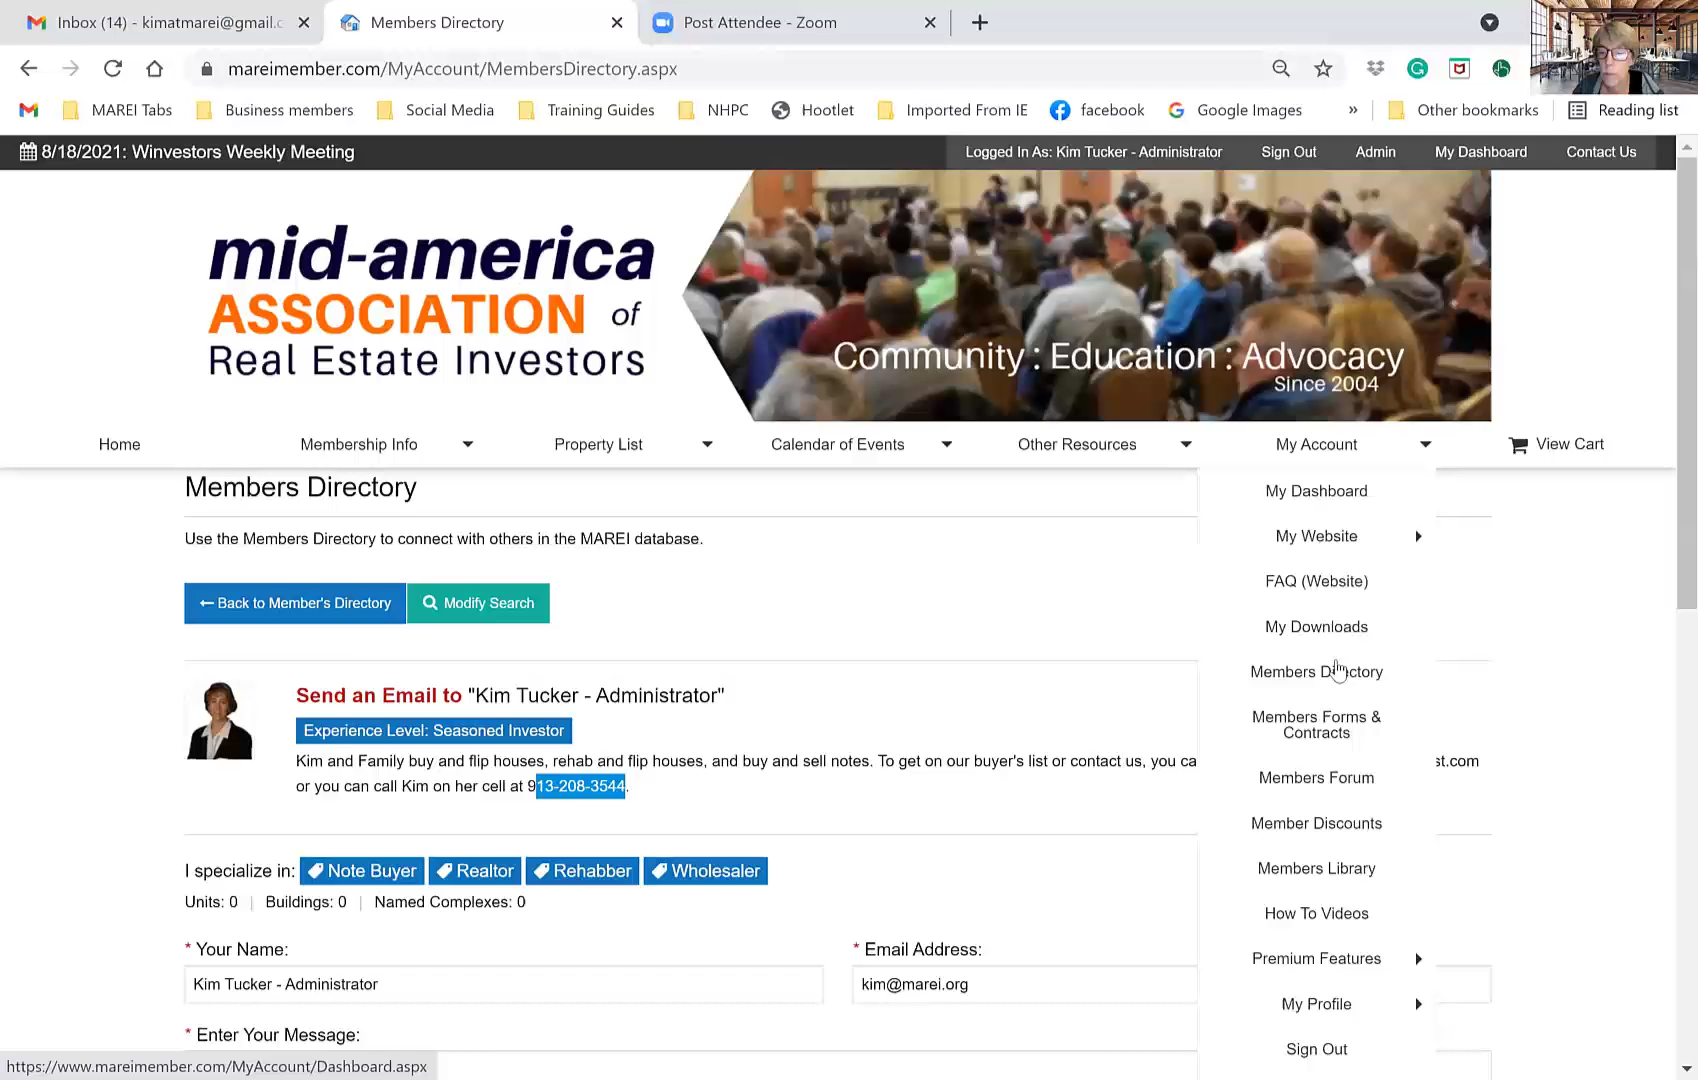 Inbox (14) - kimatmarei@gmail.c
Members Directory
Post Attendee - Zoom
mareimember.com/MyAccount/MembersDirectory.aspx
MAREI Tabs
Business members
Social Media
Training Guides
NHPC
Hootlet
Imported From IE
facebook
Google Images
»
Other bookmarks
Reading list
8/18/2021: Winvestors Weekly Meeting
Logged In As: Kim Tucker - Administrator
Sign Out
Admin
My Dashboard
Contact Us
mid-america
ASSOCIATION of
Real Estate Investors
Community : Education : Advocacy
Since 2004
Home
Membership Info
Property List
Calendar of Events
Other Resources
My Account
View Cart
Members Directory
Use the Members Directory to connect with others in the MAREI database.
Back to Member's Directory
Modify Search
Send an Email to "Kim Tucker - Administrator"
Experience Level: Seasoned Investor
Kim and Family buy and flip houses, rehab and flip houses, and buy and sell notes. To get on our buyer's list or contact us, you ca
st.com
or you can call Kim on her cell at 913-208-3544.
I specialize in: Note Buyer Realtor Rehabber Wholesaler
Units: 0 | Buildings: 0 | Named Complexes: 0
* Your Name:
* Email Address:
Kim Tucker - Administrator
kim@marei.org
* Enter Your Message:
My Dashboard
My Website
FAQ (Website)
My Downloads
Members Directory
Members Forms &
Contracts
Members Forum
Member Discounts
Members Library
How To Videos
Premium Features
My Profile
Sign Out
https://www.mareimember.com/MyAccount/Dashboard.aspx